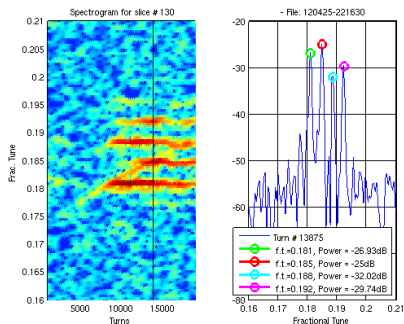 Spectrogram for slice # 130
- File: 120425-221630
0.21
0.205
0.2
0.195
0.19
0.185
0.18
0.175
0.17
0.165
0.16
Frac. Tune
5000 10000 15000
Turns
-20
-30
-40
-50
-60
-70
-80
Turn # 13875
f.t.=0.181, Power = -26.93dB
f.t.=0.185, Power = -25dB
f.t.=0.188, Power = -32.02dB
f.t.=0.192, Power = -29.74dB
0.16 0.17 0.18 0.19 0.2 0.21
Fractional Tune